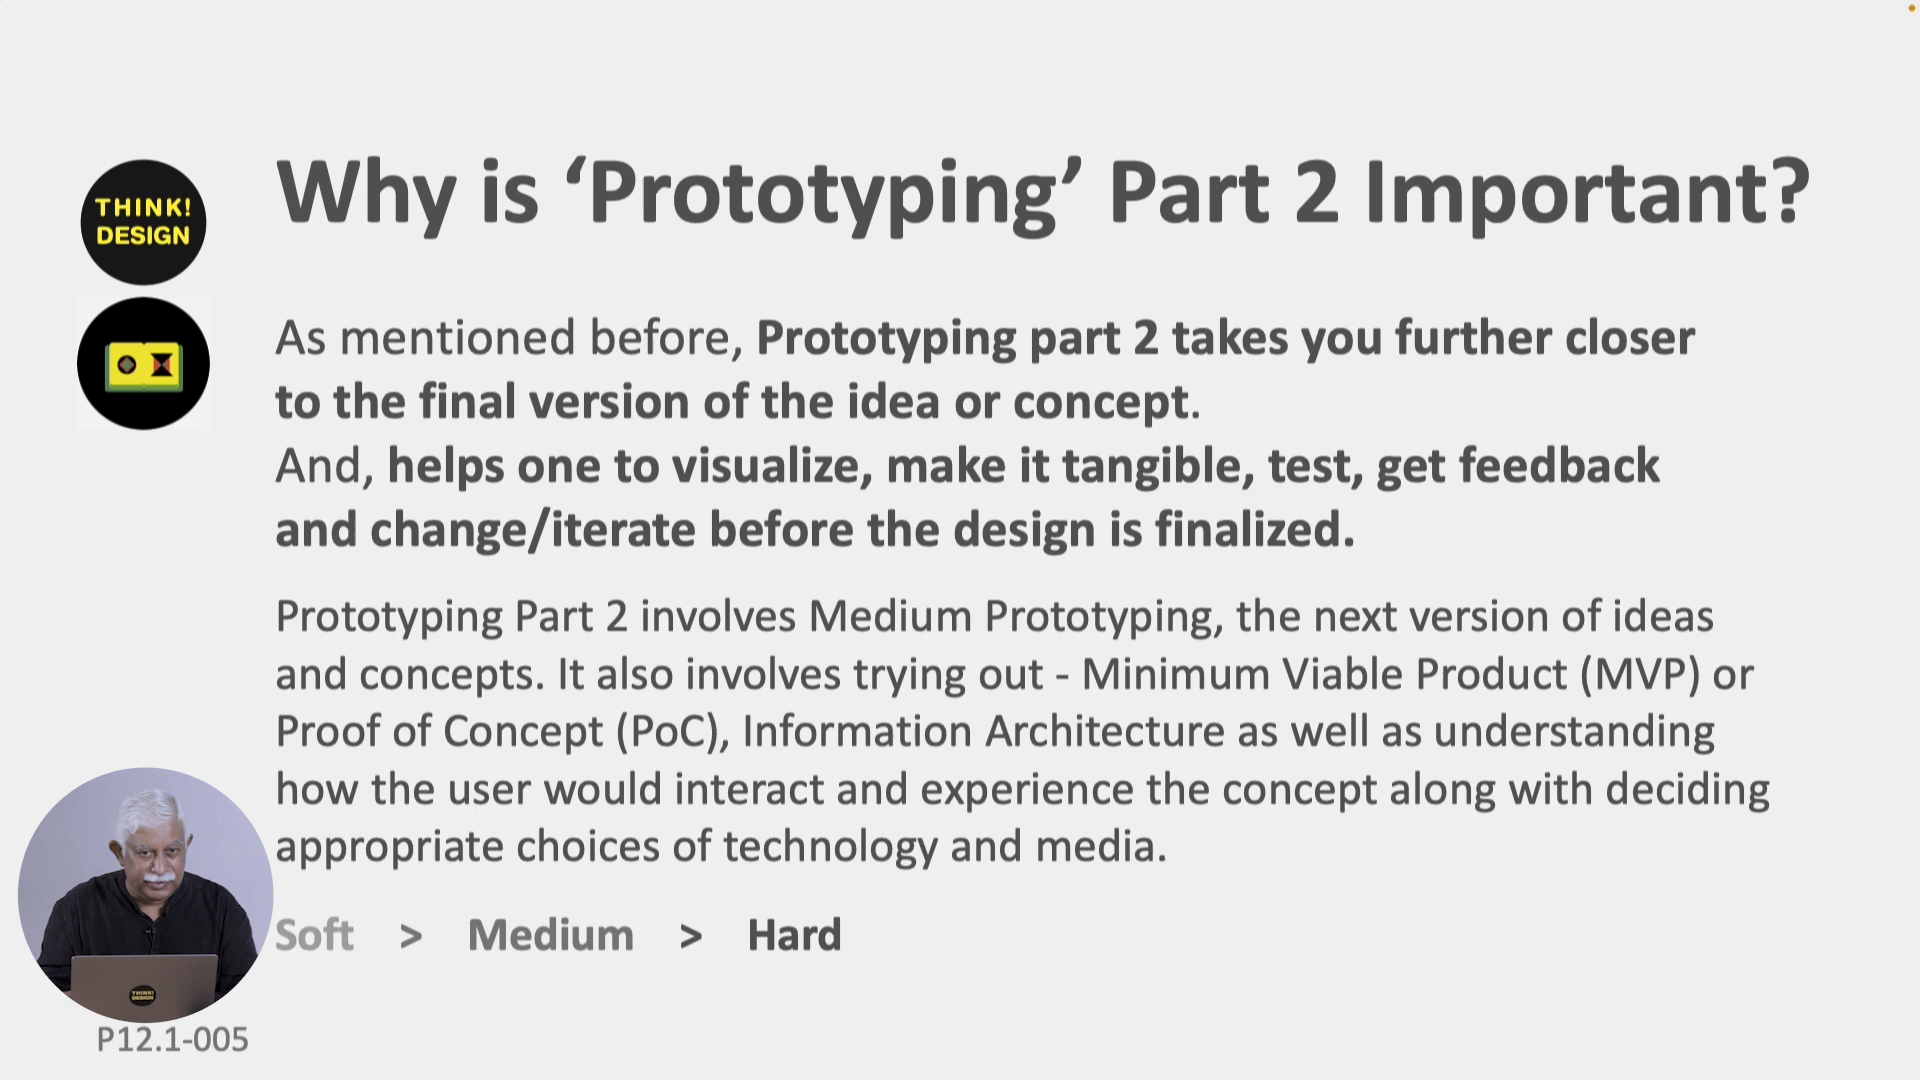 THINK!
DESIGN
Why is ‘Prototyping’ Part 2 Important?
As mentioned before, Prototyping part 2 takes you further closer
to the final version of the idea or concept.
And, helps one to visualize, make it tangible, test, get feedback
and change/iterate before the design is finalized.
Prototyping Part 2 involves Medium Prototyping, the next version of ideas
and concepts. It also involves trying out - Minimum Viable Product (MVP) or
Proof of Concept (PoC), Information Architecture as well as understanding
how the user would interact and experience the concept along with deciding
appropriate choices of technology and media.
Soft > Medium > Hard
THINK!
DESIGN
P12.1-005